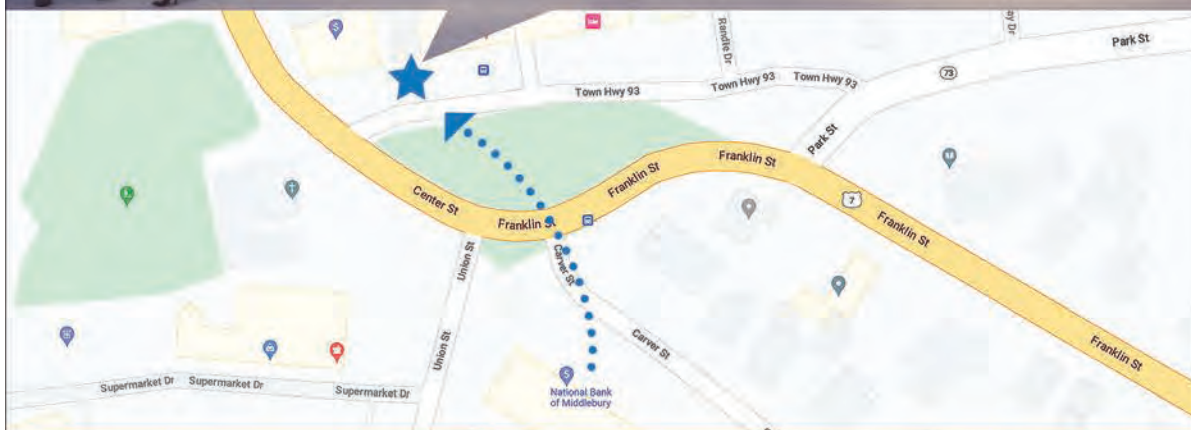 Park St
73
Randle Dr
Town Hwy 93
Town Hwy 93
Town Hwy 93
Park St
Franklin St
Franklin St
7
Center St
Franklin St
Franklin St
Union St
Carver St
Union St
Carver St
Franklin St
Supermarket Dr
Supermarket Dr
Supermarket Dr
S
National Bank
of Middlebury